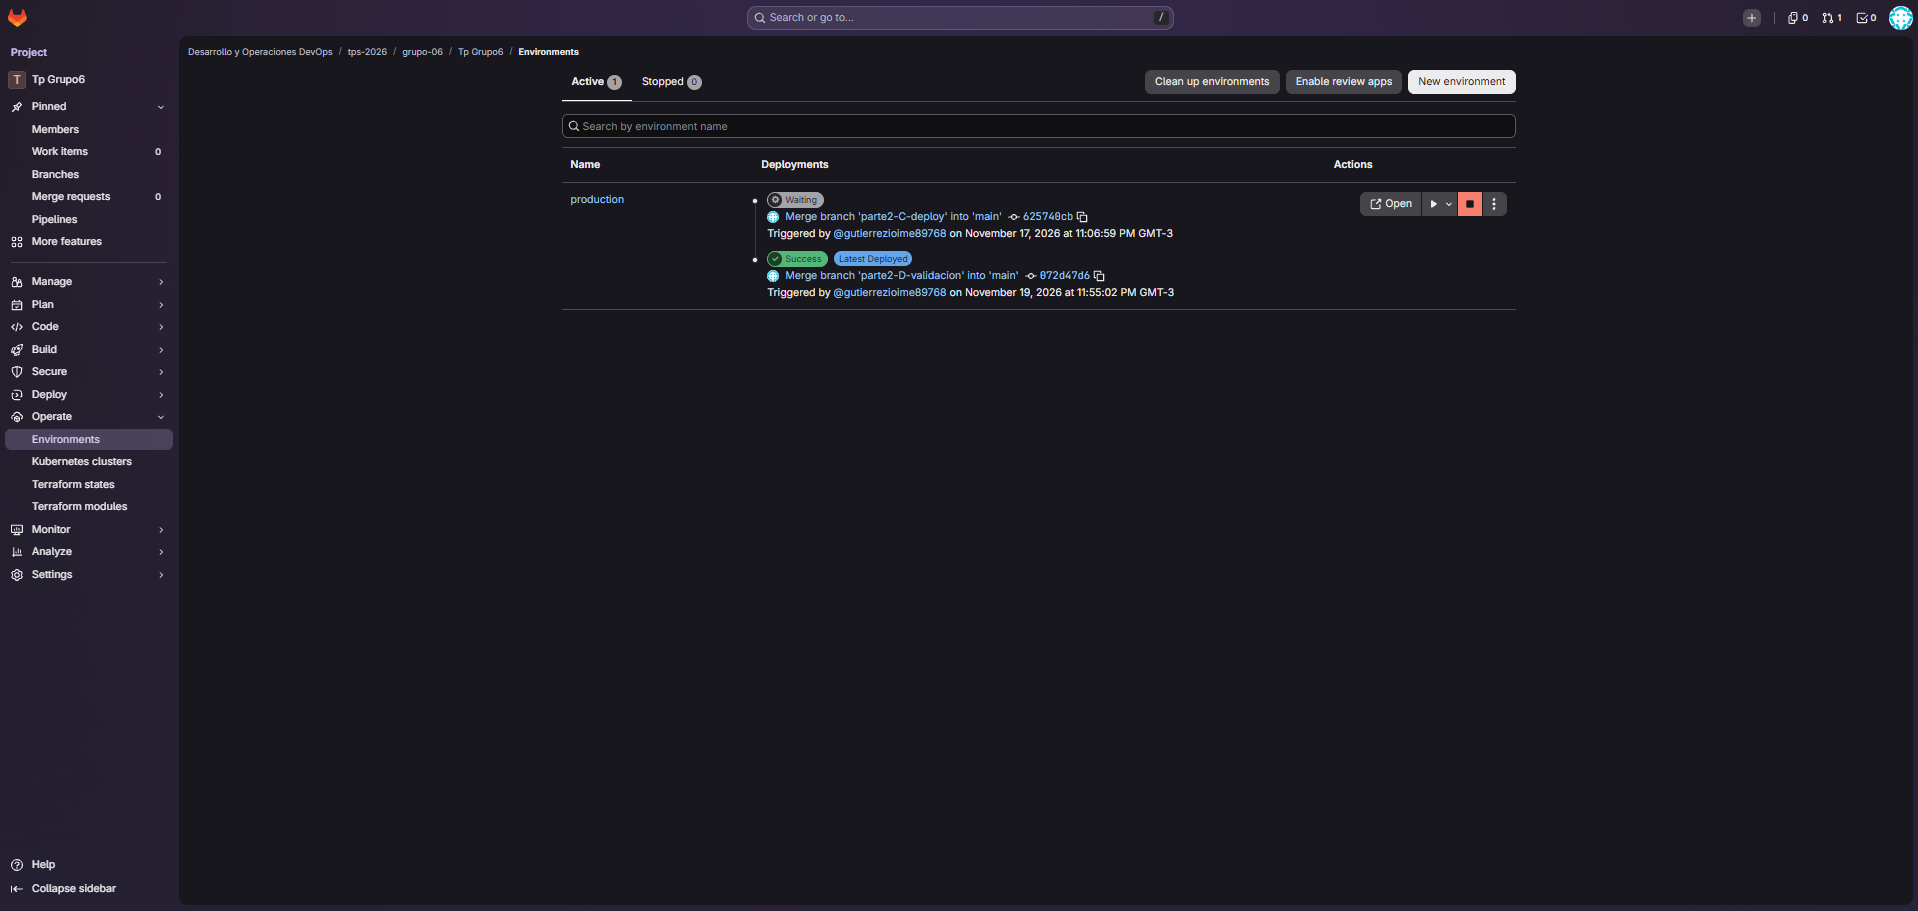 Search or go to...
/
0
1
0
Project
T Tp Grupo6
Pinned
Members
Work items 0
Branches
Merge requests 0
Pipelines
More features
Manage
Plan
Code
Build
Secure
Deploy
Operate
Environments
Kubernetes clusters
Terraform states
Terraform modules
Monitor
Analyze
Settings
Help
Collapse sidebar
Desarrollo y Operaciones DevOps / tps-2026 / grupo-06 / Tp Grupo6 / Environments
Active 1 Stopped 0
Clean up environments Enable review apps New environment
Search by environment name
Name Deployments Actions
production
Waiting
Merge branch 'parte2-C-deploy' into 'main' 625740cb
Triggered by @gutierrezioime89768 on November 17, 2026 at 11:06:59 PM GMT-3
Success Latest Deployed
Merge branch 'parte2-D-validacion' into 'main' 072d47d6
Triggered by @gutierrezioime89768 on November 19, 2026 at 11:55:02 PM GMT-3
Open